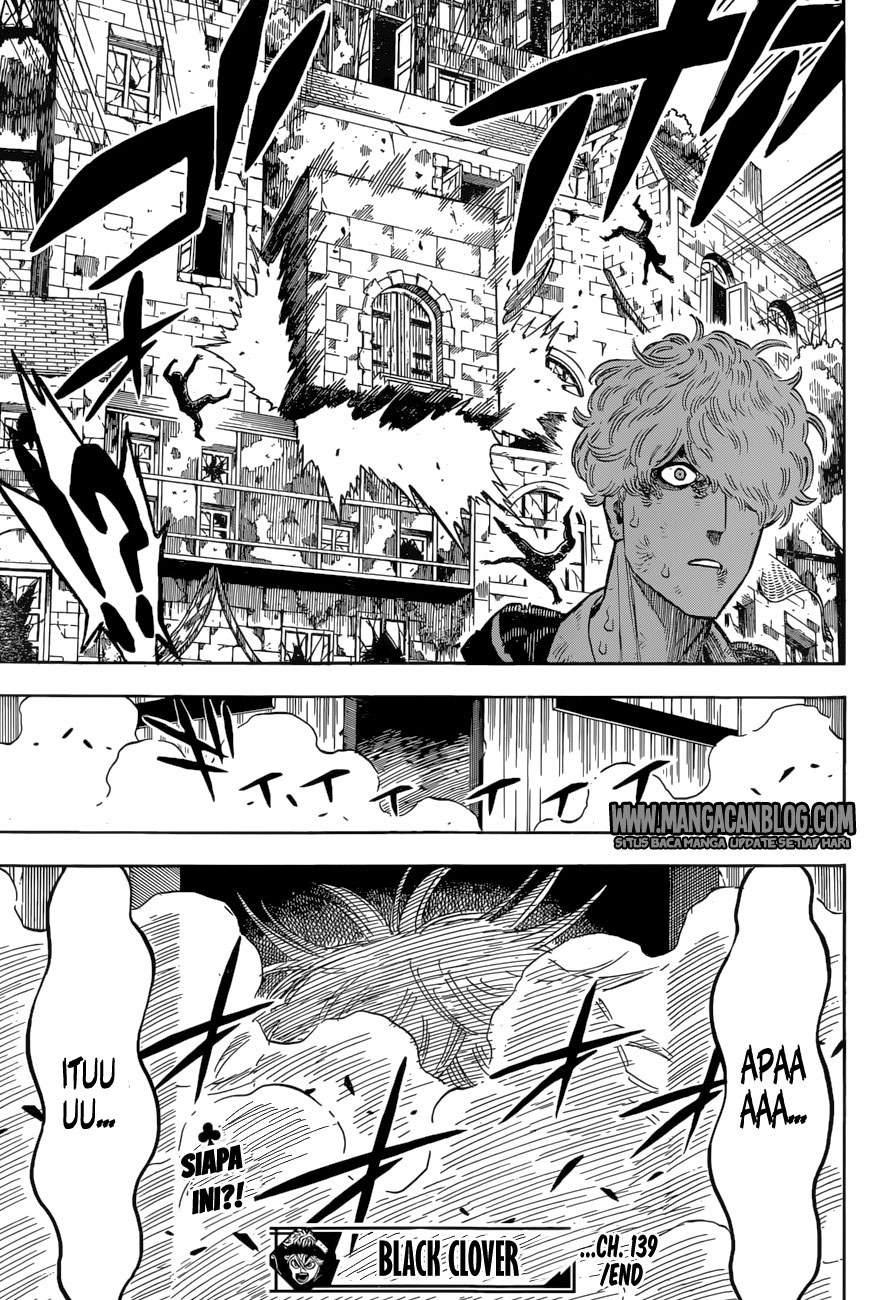 !?
WWW.MANGACANBLOG.COM
SITUS BACA MANGA UPDATE SETIAP HARI
APAA
AAA...
ITUU
UU...
SIAPA
INI?!
BLACK CLOVER
...CH. 139
/END